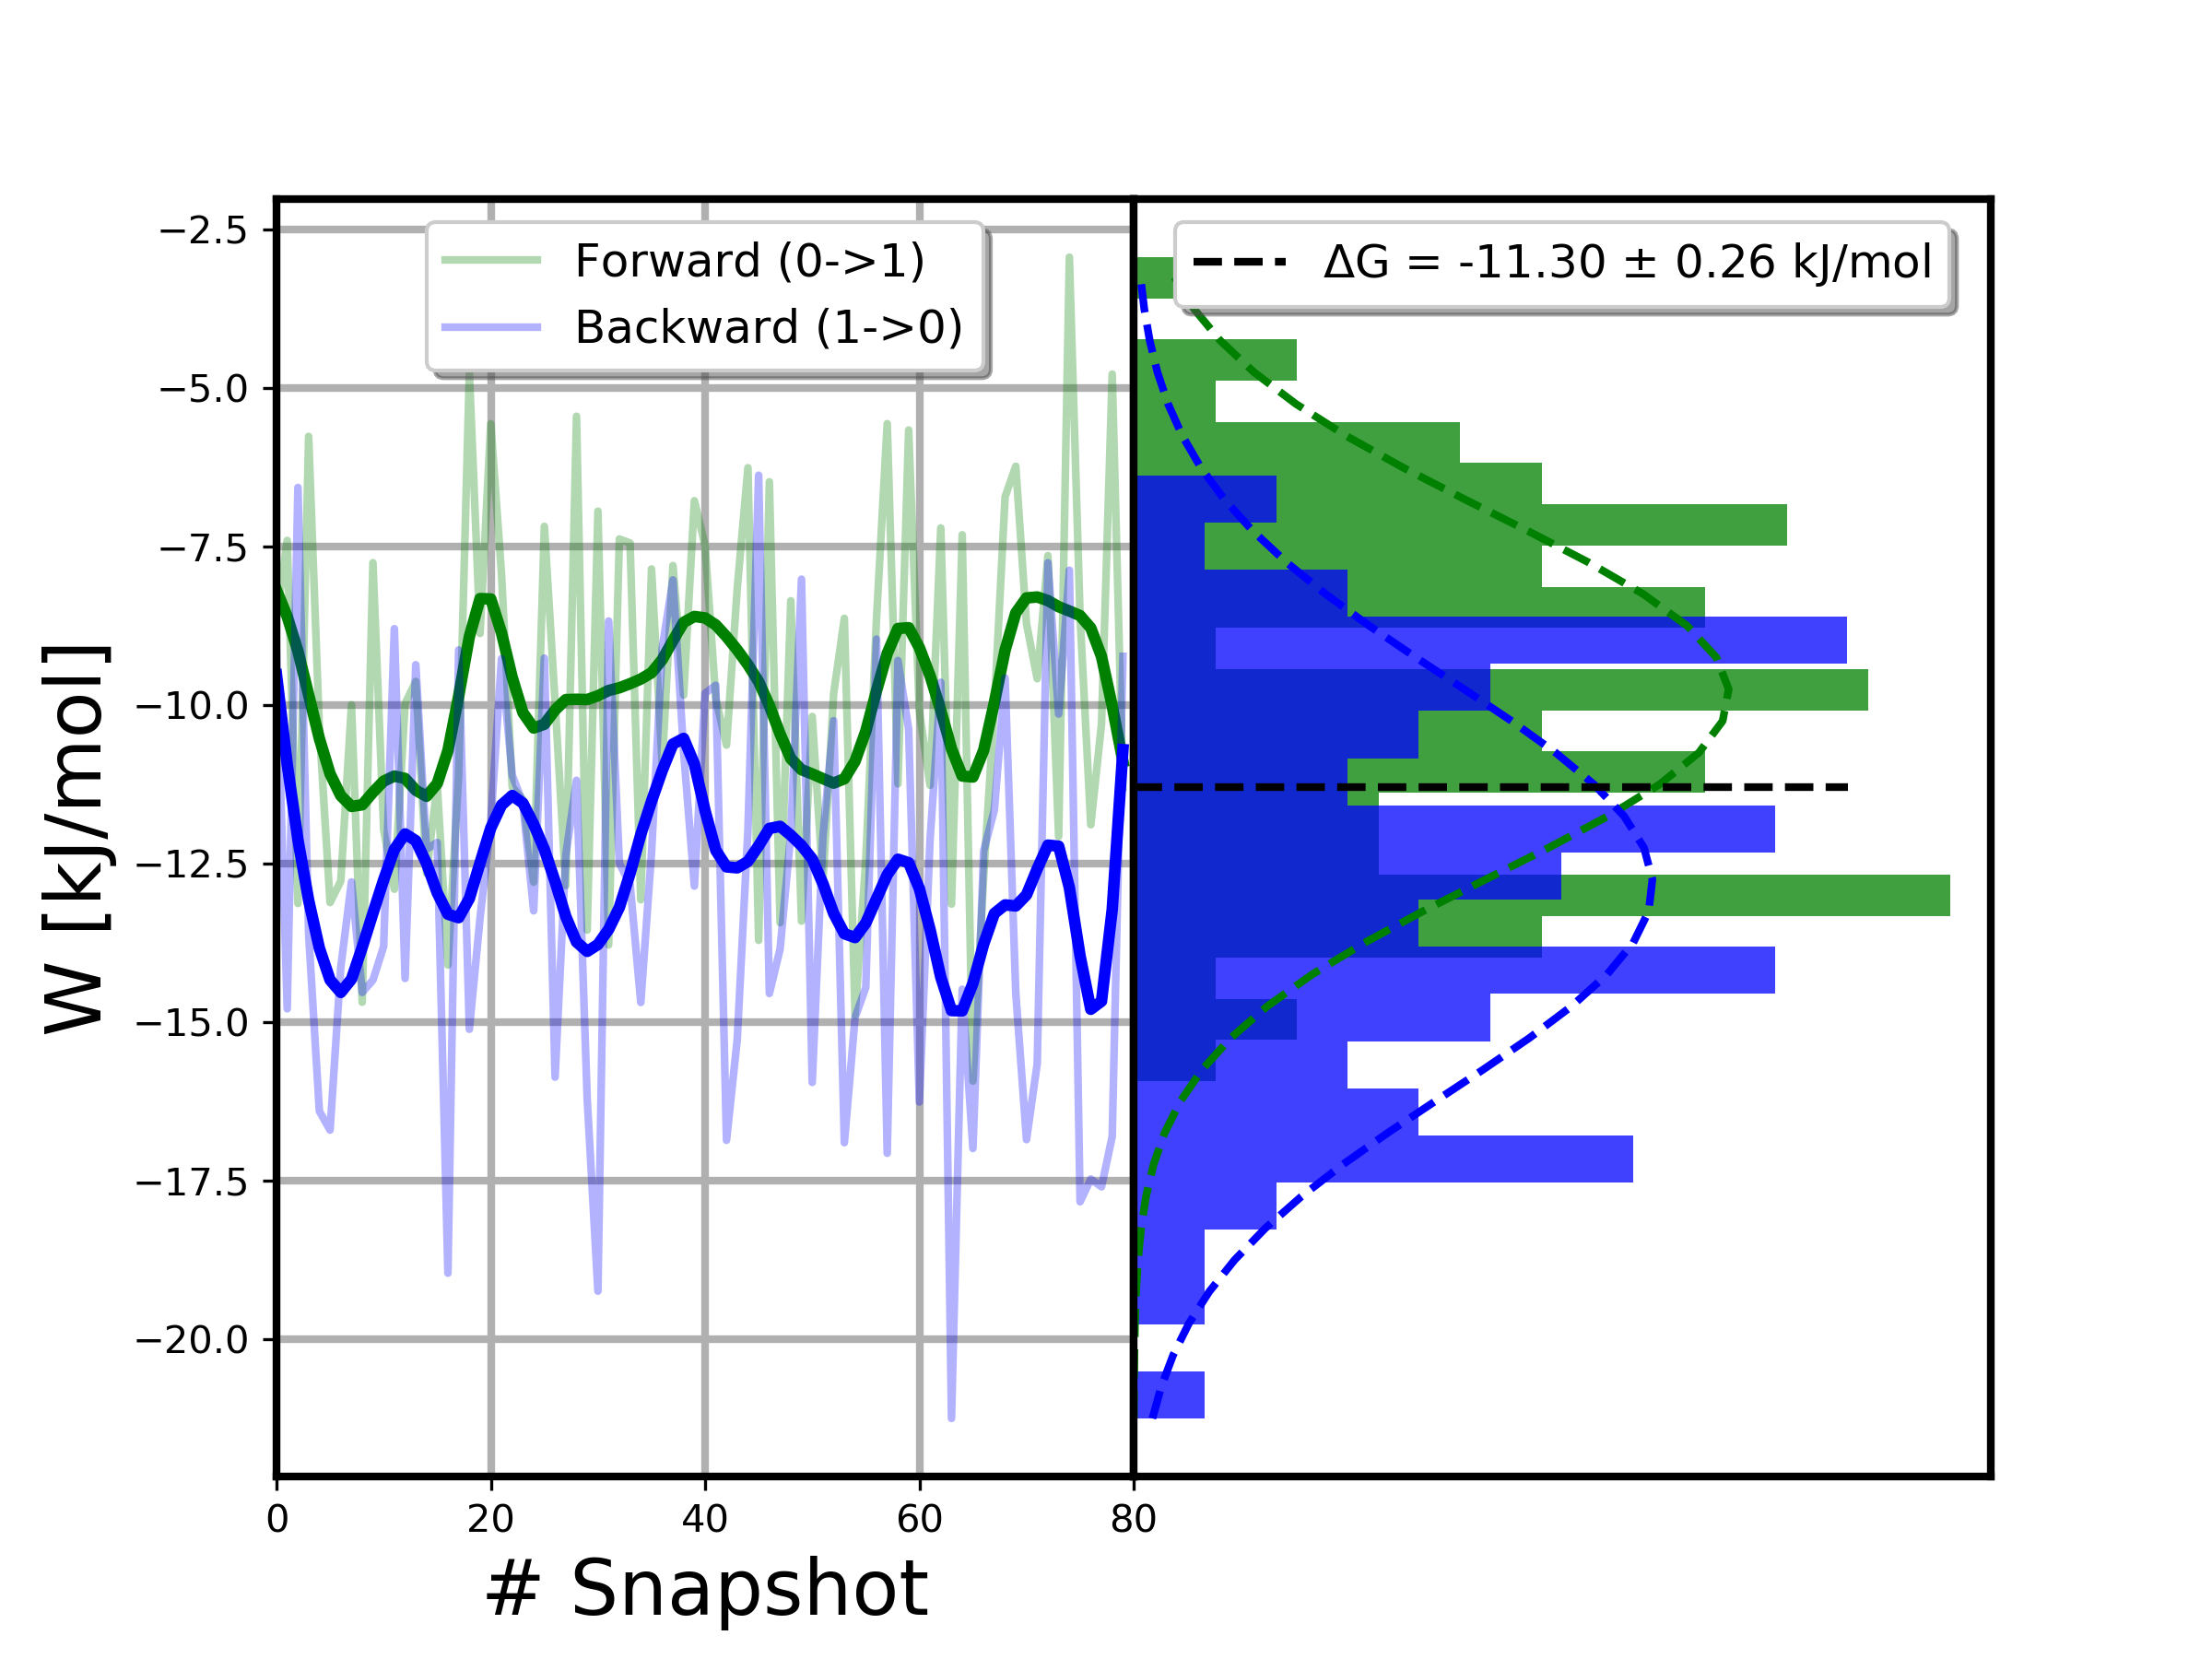 Forward (0->1)
Backward (1->0)
ΔG = -11.30 ± 0.26 kJ/mol
W [kJ/mol]
−2.5
−5.0
−7.5
−10.0
−12.5
−15.0
−17.5
−20.0
0 20 40 60 80
# Snapshot